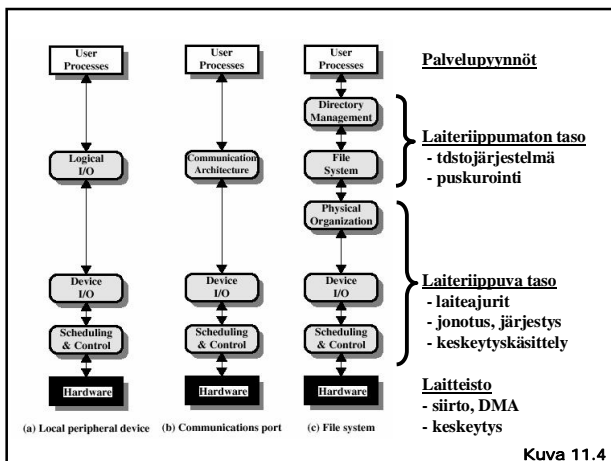 User
Processes
User
Processes
User
Processes
Palvelupyynnöt
Directory
Management
Logical
I/O
Communication
Architecture
File
System
Laiteriippumaton taso
- tdstojärjestelmä
- puskurointi
Physical
Organization
Device
I/O
Device
I/O
Device
I/O
Laiteriippuva taso
- laiteajurit
- jonotus, järjestys
- keskeytyskäsittely
Scheduling
& Control
Scheduling
& Control
Scheduling
& Control
Hardware
Hardware
Hardware
Laitteisto
- siirto, DMA
- keskeytys
(a) Local peripheral device
(b) Communications port
(c) File system
Kuva 11.4